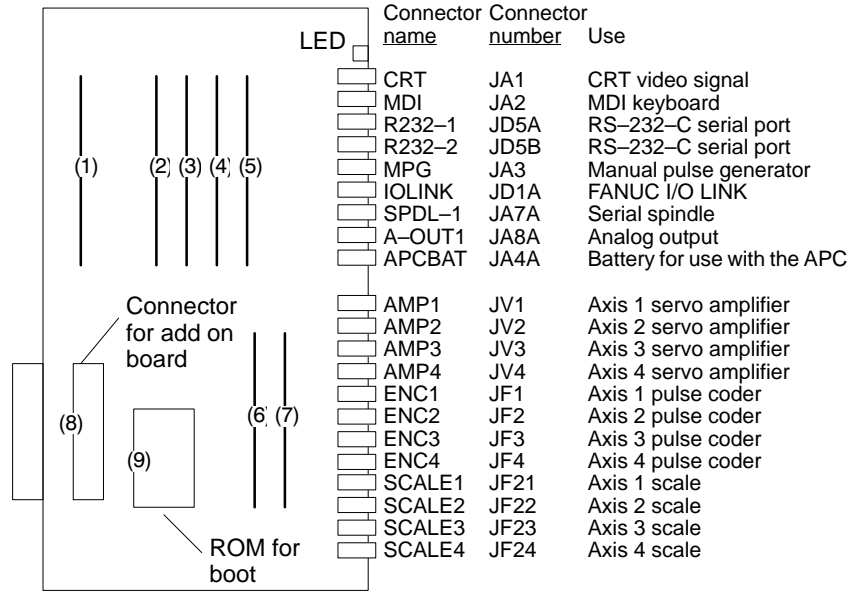 LED
Connector name Connector number Use
CRT JA1 CRT video signal
MDI JA2 MDI keyboard
R232–1 JD5A RS–232–C serial port
R232–2 JD5B RS–232–C serial port
MPG JA3 Manual pulse generator
IOLINK JD1A FANUC I/O LINK
SPDL–1 JA7A Serial spindle
A–OUT1 JA8A Analog output
APCBAT JA4A Battery for use with the APC
(1) (2) (3) (4) (5)
AMP1 JV1 Axis 1 servo amplifier
AMP2 JV2 Axis 2 servo amplifier
AMP3 JV3 Axis 3 servo amplifier
AMP4 JV4 Axis 4 servo amplifier
ENC1 JF1 Axis 1 pulse coder
ENC2 JF2 Axis 2 pulse coder
ENC3 JF3 Axis 3 pulse coder
ENC4 JF4 Axis 4 pulse coder
SCALE1 JF21 Axis 1 scale
SCALE2 JF22 Axis 2 scale
SCALE3 JF23 Axis 3 scale
SCALE4 JF24 Axis 4 scale
Connector
for add on
board
(6) (7)
(8)
(9)
ROM for
boot